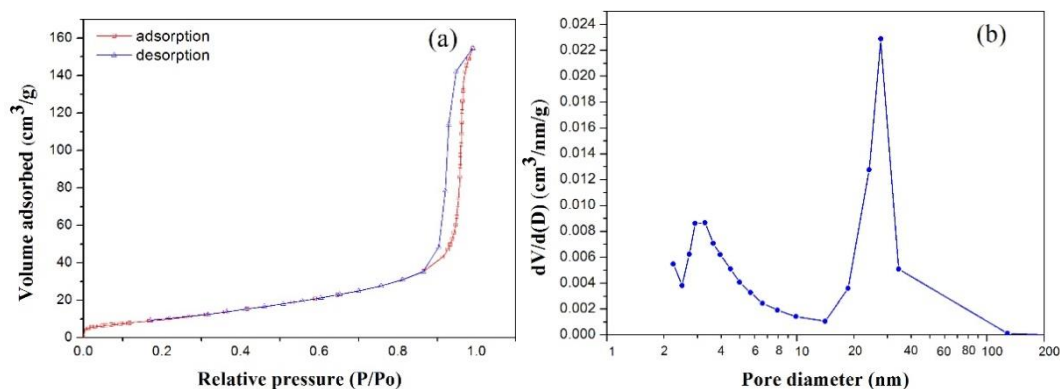 (a)
adsorption
desorption
160
140
120
100
80
60
40
20
0
0.0 0.2 0.4 0.6 0.8 1.0
Volume adsorbed (cm³/g)
Relative pressure (P/Po)
(b)
0.024
0.022
0.020
0.018
0.016
0.014
0.012
0.010
0.008
0.006
0.004
0.002
0.000
1 2 4 6 8 10 20 40 60 80 100 200
dV/d(D) (cm³/nm/g)
Pore diameter (nm)